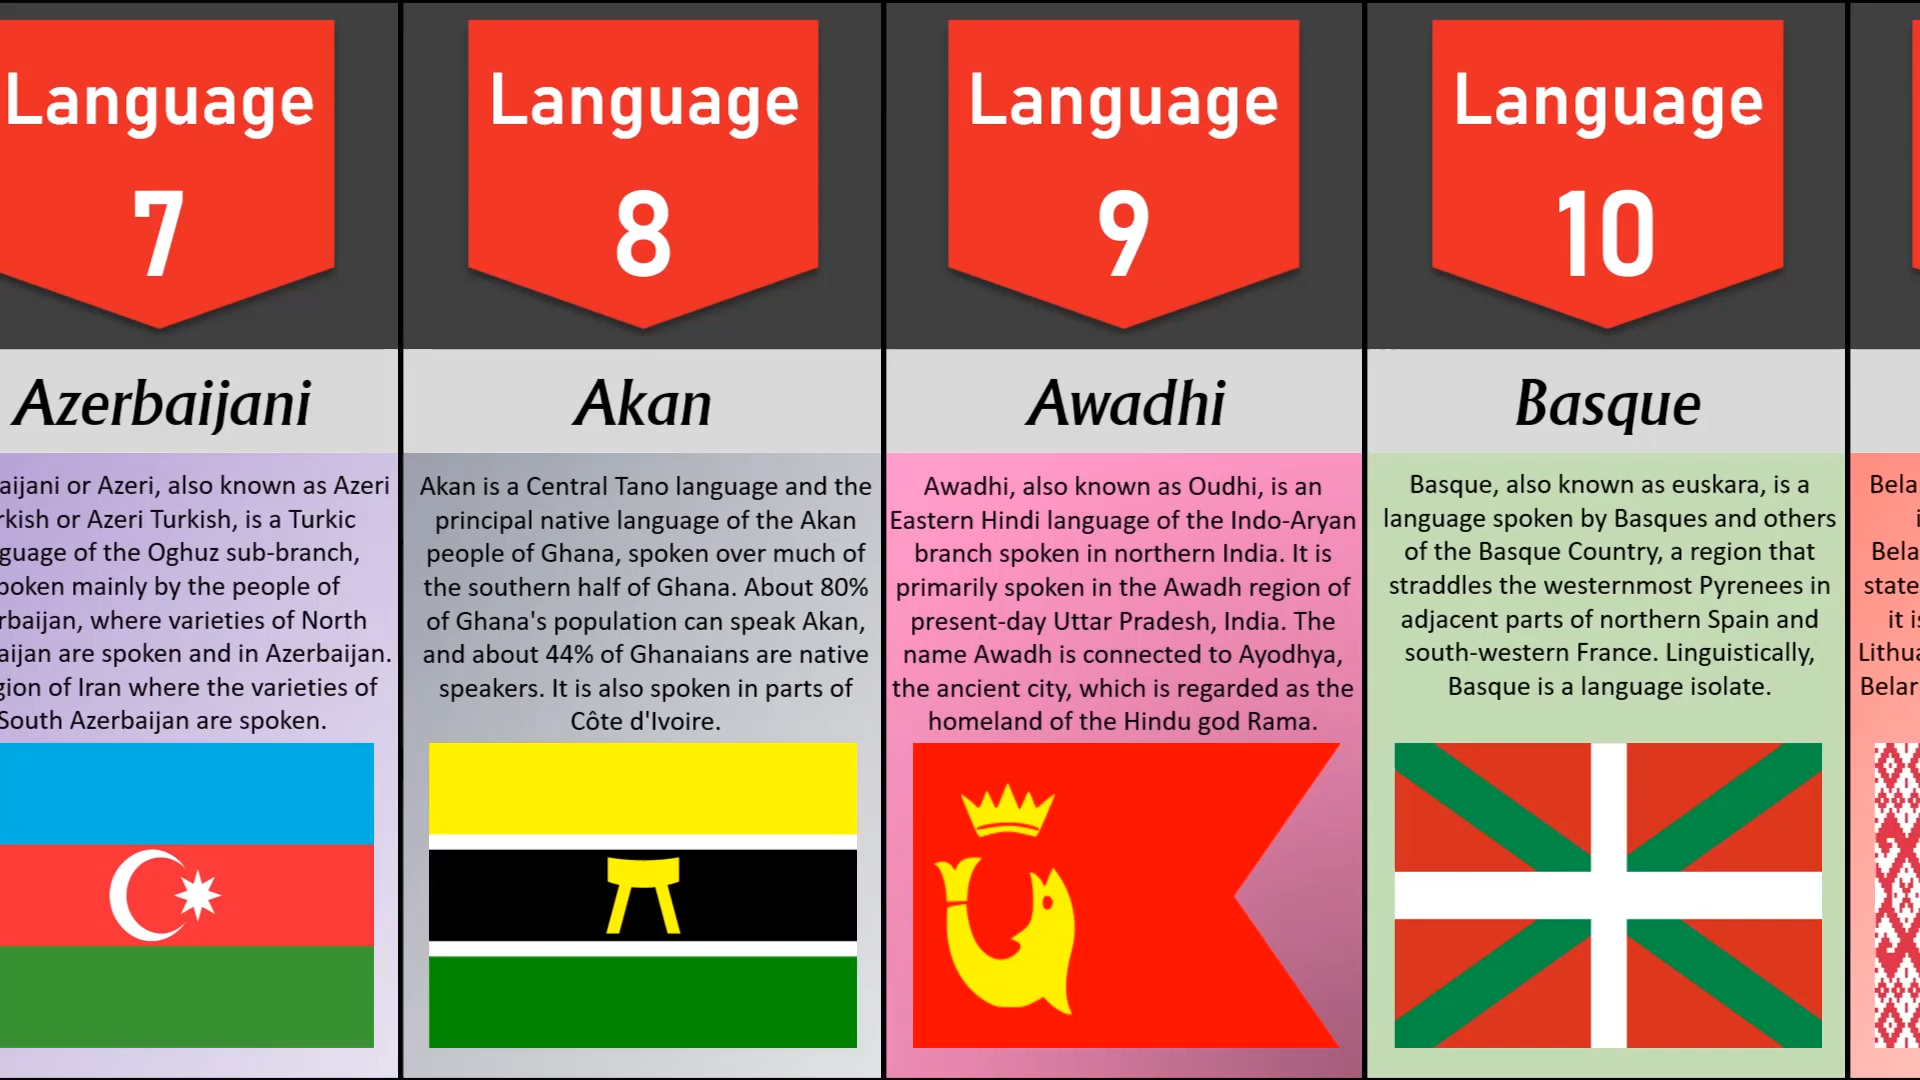 Language
7
Azerbaijani
aijani or Azeri, also known as Azeri
rkish or Azeri Turkish, is a Turkic
guage of the Oghuz sub-branch,
poken mainly by the people of
rbaijan, where varieties of North
aijan are spoken and in Azerbaijan.
gion of Iran where the varieties of
South Azerbaijan are spoken.
Language
8
Akan
Akan is a Central Tano language and the
principal native language of the Akan
people of Ghana, spoken over much of
the southern half of Ghana. About 80%
of Ghana's population can speak Akan,
and about 44% of Ghanaians are native
speakers. It is also spoken in parts of
Côte d'Ivoire.
Language
9
Awadhi
Awadhi, also known as Oudhi, is an
Eastern Hindi language of the Indo-Aryan
branch spoken in northern India. It is
primarily spoken in the Awadh region of
present-day Uttar Pradesh, India. The
name Awadh is connected to Ayodhya,
the ancient city, which is regarded as the
homeland of the Hindu god Rama.
Language
10
Basque
Basque, also known as euskara, is a
language spoken by Basques and others
of the Basque Country, a region that
straddles the westernmost Pyrenees in
adjacent parts of northern Spain and
south-western France. Linguistically,
Basque is a language isolate.
Bela
i
Bela
state
it is
Lithua
Belar